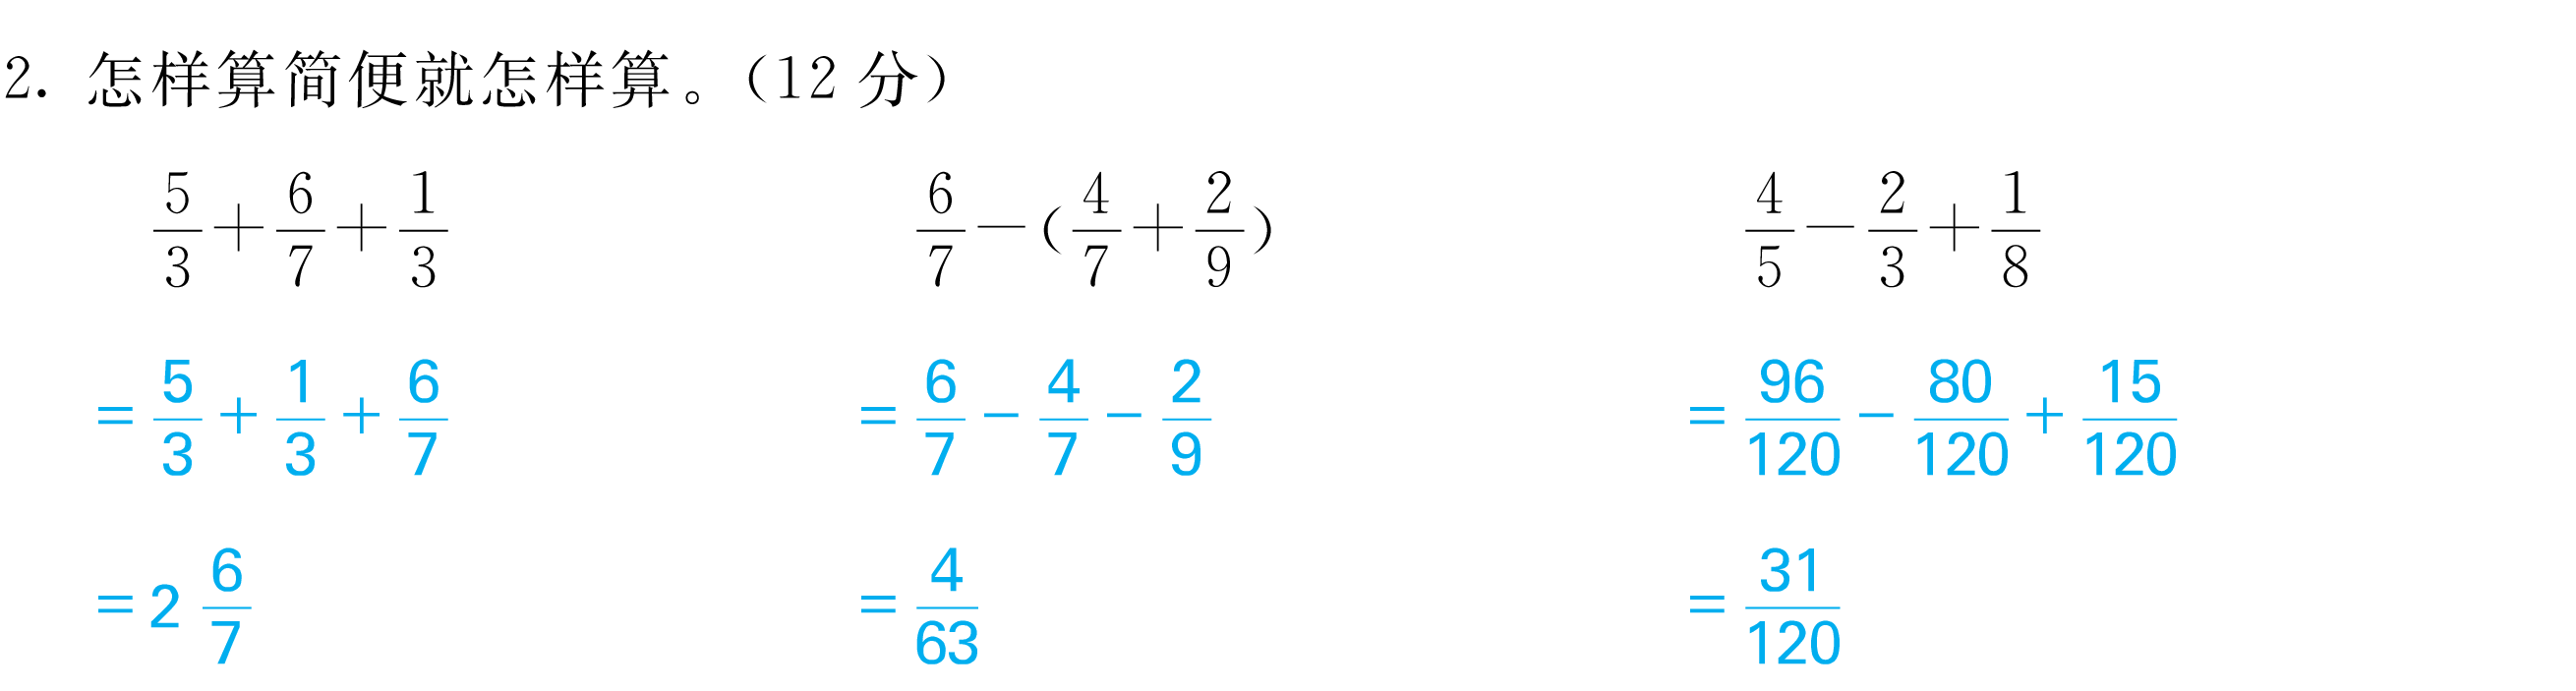 2. 怎样算简便就怎样算。(12 分)
5/3 + 6/7 + 1/3    6/7 - (4/7 + 2/9)    4/5 - 2/3 + 1/8
= 5/3 + 1/3 + 6/7    = 6/7 - 4/7 - 2/9    = 96/120 - 80/120 + 15/120
= 2 6/7    = 4/63    = 31/120